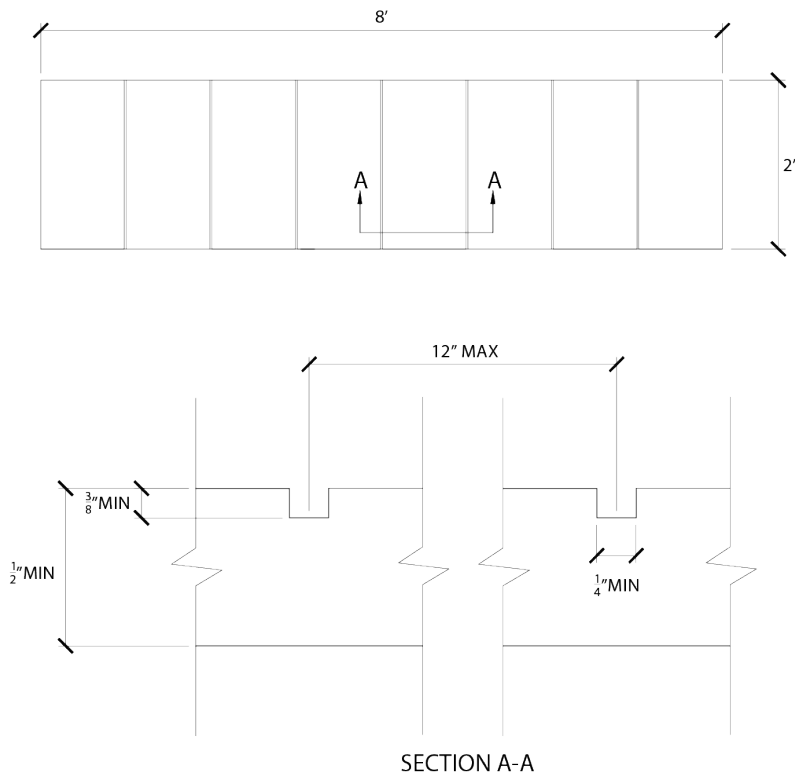 8′
A A
2′
12″ MAX
3/8″MIN
1/2″MIN
1/4″MIN
SECTION A-A